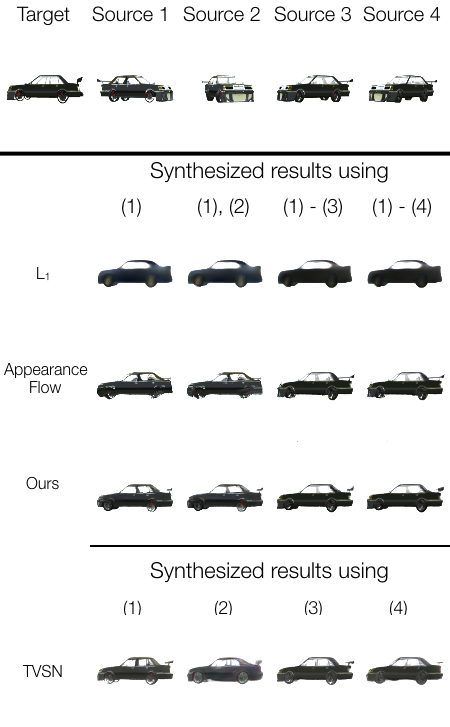 Target Source 1 Source 2 Source 3 Source 4
Synthesized results using
(1) (1), (2) (1) - (3) (1) - (4)
L₁
Appearance
Flow
Ours
Synthesized results using
(1) (2) (3) (4)
TVSN